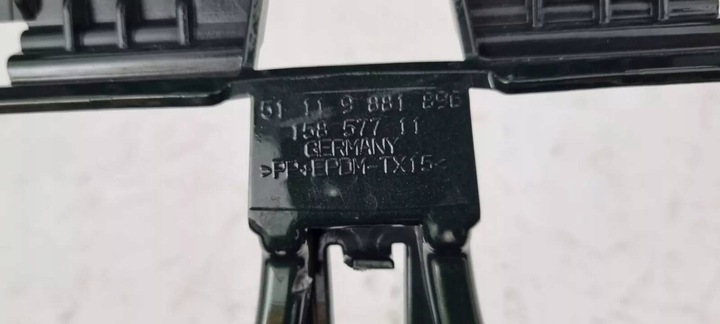 51 11 9 881 896
158 577 11
GERMANY
>PP+EPDM-TX15<